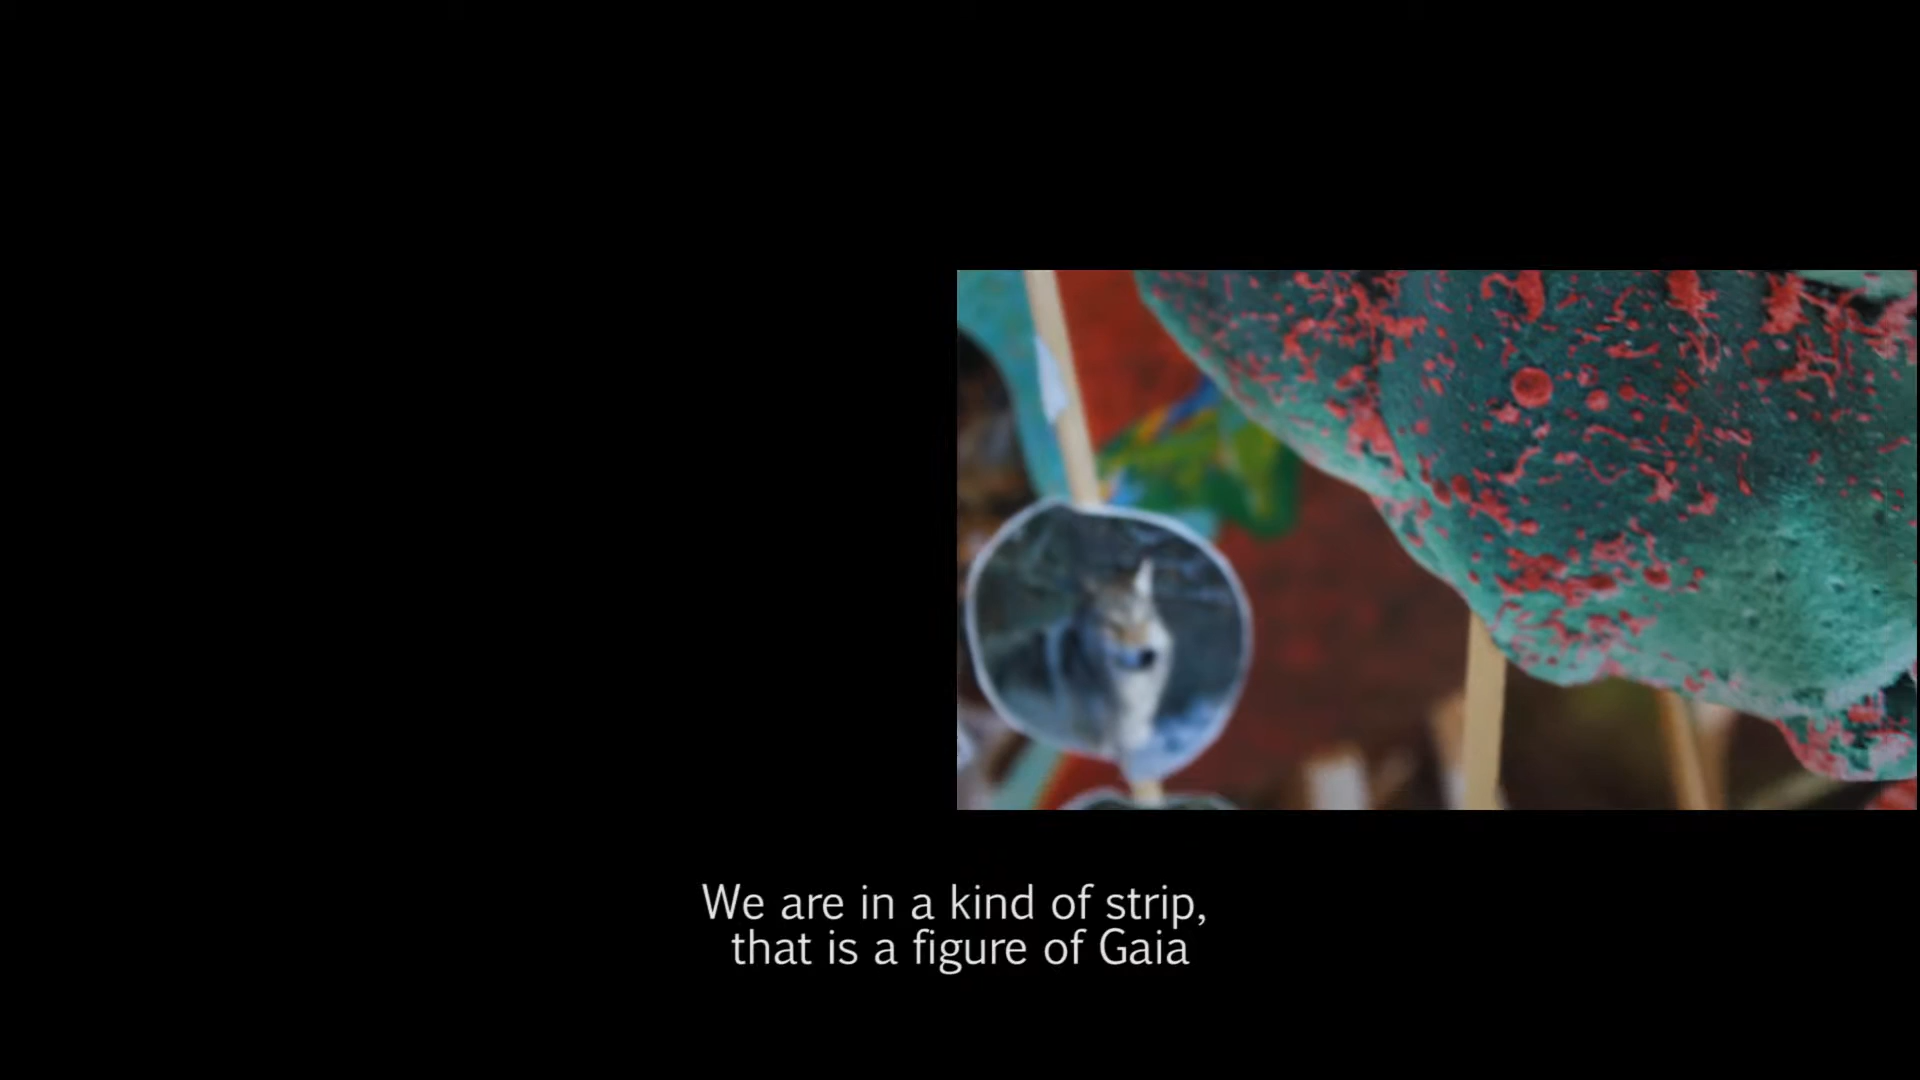 We are in a kind of strip,
that is a figure of Gaia